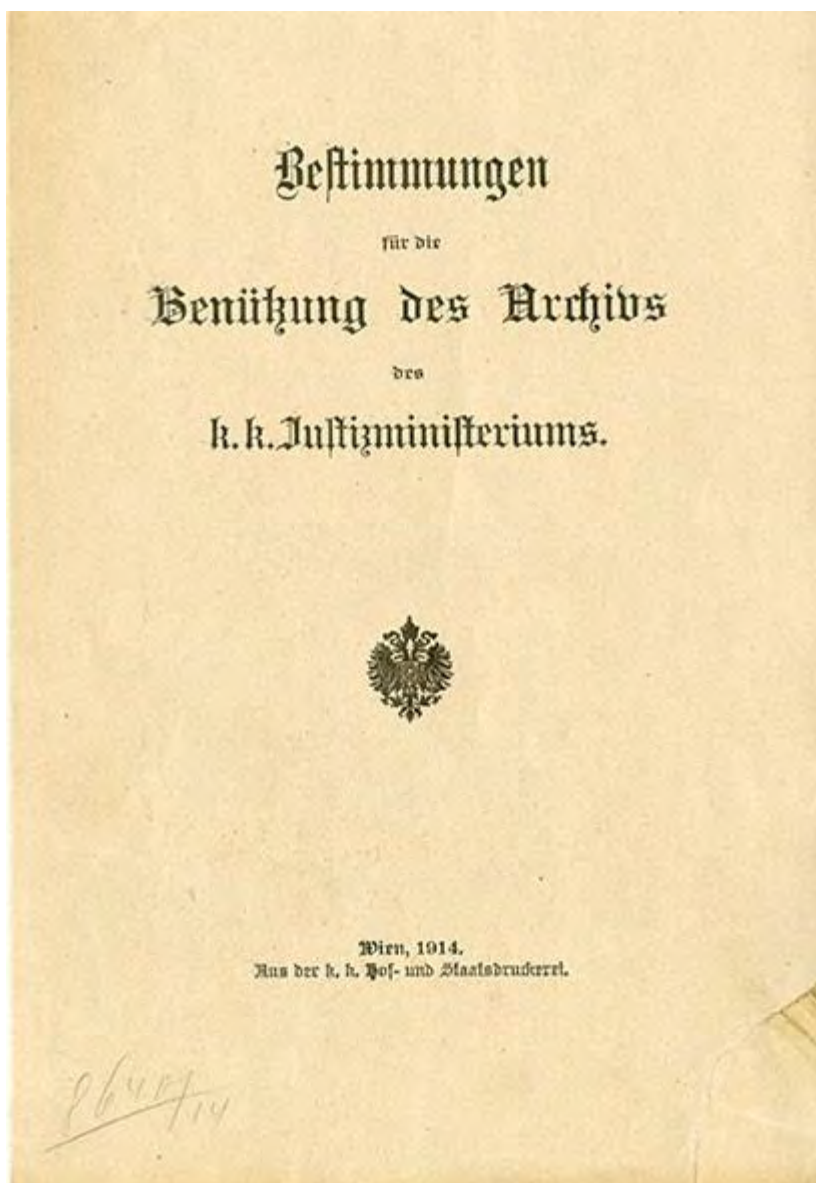 Bestimmungen
für die
Benützung des Archivs
des
k. k. Justizministeriums.
Wien, 1914.
Aus der k. k. Hof- und Staatsdruckerei.